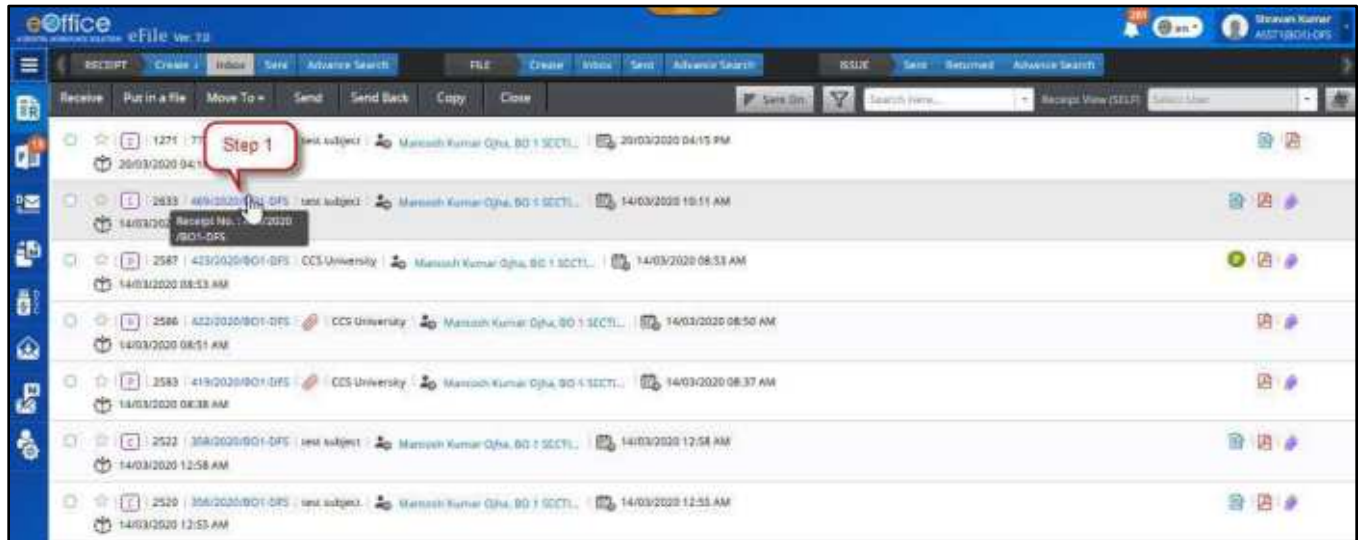 eOffice eFile Ver. 7.0
en
Shravan Kumar
RECEIPT Create Inbox Sent Advance Search FILE Create Inbox Sent Advance Search ISSUE Sent Returned Advance Search
Receive Put in a file Move To Send Send Back Copy Close Sent On Search here... Receipt View (SELF) Select User
C 1271 test subject Manoosh Kumar Ojha, BO 1 SECTI... 20/03/2020 04:15 PM
20/03/2020
Step 1
C 2633 469/2020/BO1-DFS test subject Manoosh Kumar Ojha, BO 1 SECTI... 14/03/2020 10:11 AM
Receipt No. /2020
/BO1-DFS
P 2587 423/2020/BO1-DFS CCS University Manoosh Kumar Ojha, BO 1 SECTI... 14/03/2020 08:53 AM
14/03/2020 08:53 AM
P 2586 422/2020/BO1-DFS CCS University Manoosh Kumar Ojha, BO 1 SECTI... 14/03/2020 08:50 AM
14/03/2020 08:51 AM
P 2583 419/2020/BO1-DFS CCS University Manoosh Kumar Ojha, BO 1 SECTI... 14/03/2020 08:37 AM
14/03/2020 08:38 AM
C 2522 358/2020/BO1-DFS test subject Manoosh Kumar Ojha, BO 1 SECTI... 14/03/2020 12:58 AM
14/03/2020 12:58 AM
C 2520 356/2020/BO1-DFS test subject Manoosh Kumar Ojha, BO 1 SECTI... 14/03/2020 12:55 AM
14/03/2020 12:55 AM